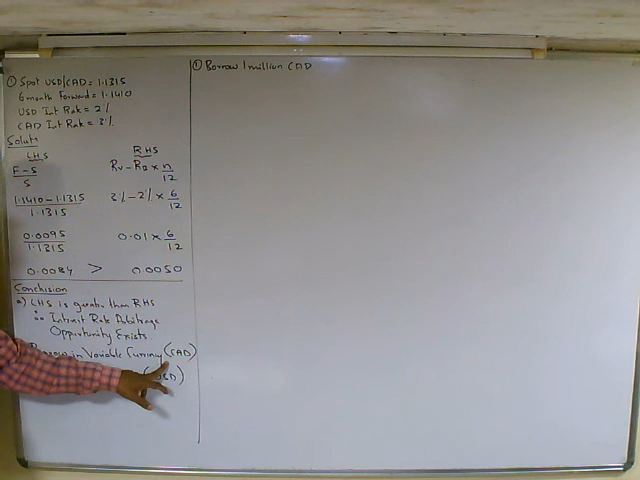 ① Spot USD/CAD = 1.1315
6 month Forward = 1.1410
USD Int Rate = 2%
CAD Int Rate = 3%
Solut:
LHS RHS
F-S / S Rv - RB × n/12
1.1410 - 1.1315 / 1.1315 3% - 2% × 6/12
0.0095 / 1.1315 0.01 × 6/12
0.0084 > 0.0050
Conclusion
a) LHS is greater than RHS
∴ Interest Rate Arbitrage
Opportunity Exists
in Variable Currency (CAD)
① Borrow 1 million CAD